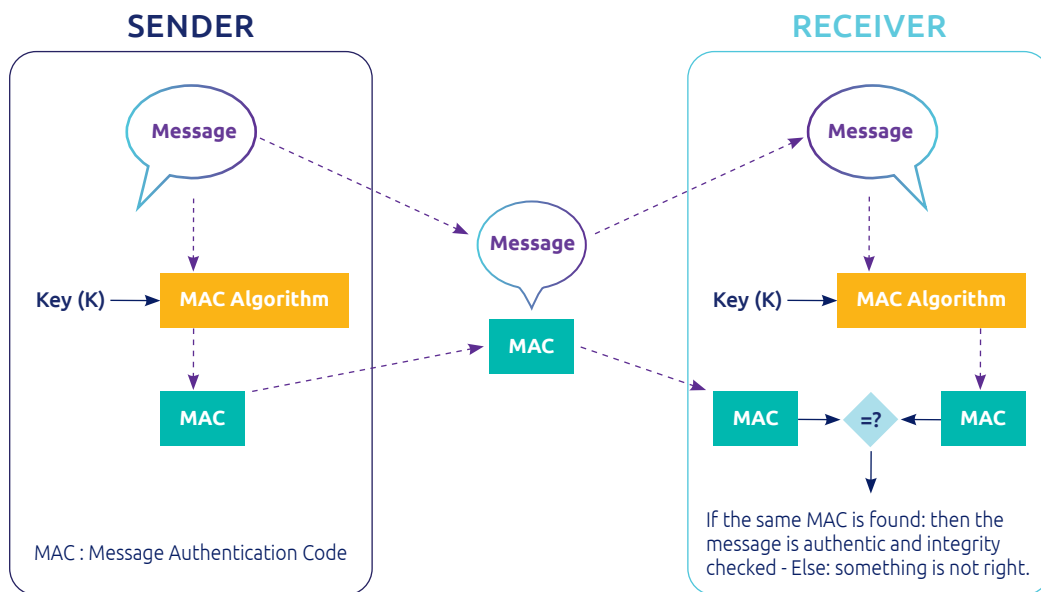 SENDER
RECEIVER
Message
Message
Message
Key (K)
MAC Algorithm
Key (K)
MAC Algorithm
MAC
MAC
MAC
=?
MAC
MAC : Message Authentication Code
If the same MAC is found: then the
message is authentic and integrity
checked - Else: something is not right.